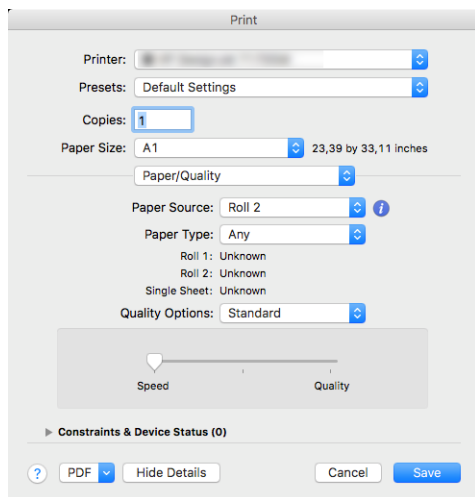 Print
Printer:
Presets: Default Settings
Copies: 1
Paper Size: A1 23,39 by 33,11 inches
Paper/Quality
Paper Source: Roll 2 i
Paper Type: Any
Roll 1: Unknown
Roll 2: Unknown
Single Sheet: Unknown
Quality Options: Standard
Speed Quality
Constraints & Device Status (0)
? PDF Hide Details Cancel Save